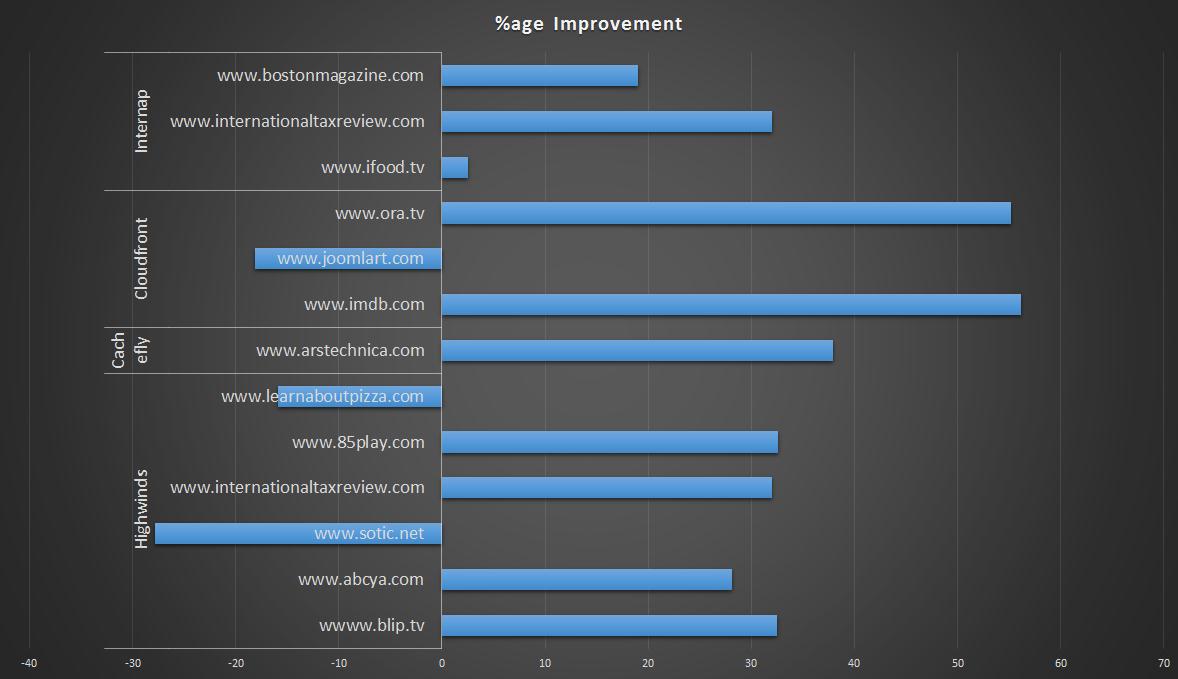 %age Improvement
Internap
www.bostonmagazine.com
www.internationaltaxreview.com
www.ifood.tv
Cloudfront
www.ora.tv
www.joomlart.com
www.imdb.com
Cach
efly
www.arstechnica.com
Highwinds
www.learnaboutpizza.com
www.85play.com
www.internationaltaxreview.com
www.sotic.net
www.abcya.com
wwww.blip.tv
-40 -30 -20 -10 0 10 20 30 40 50 60 70